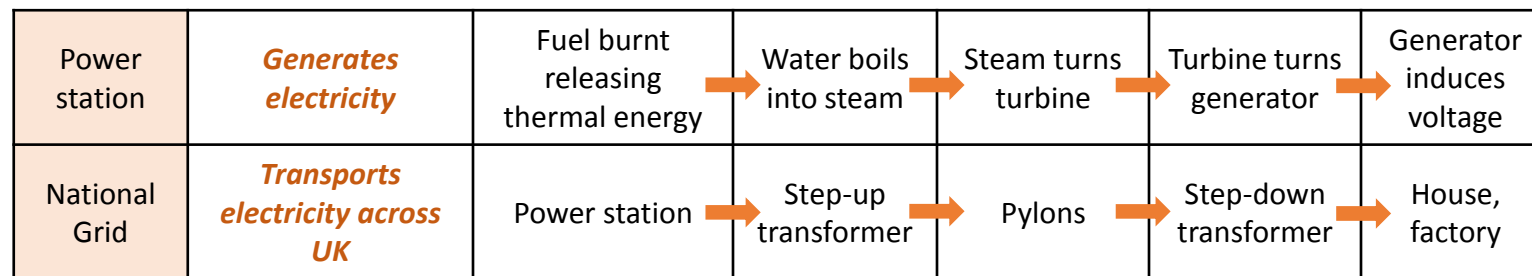 Power
station
Generates
electricity
Fuel burnt
releasing
thermal energy
Water boils
into steam
Steam turns
turbine
Turbine turns
generator
Generator
induces
voltage
National
Grid
Transports
electricity across
UK
Power station
Step-up
transformer
Pylons
Step-down
transformer
House,
factory